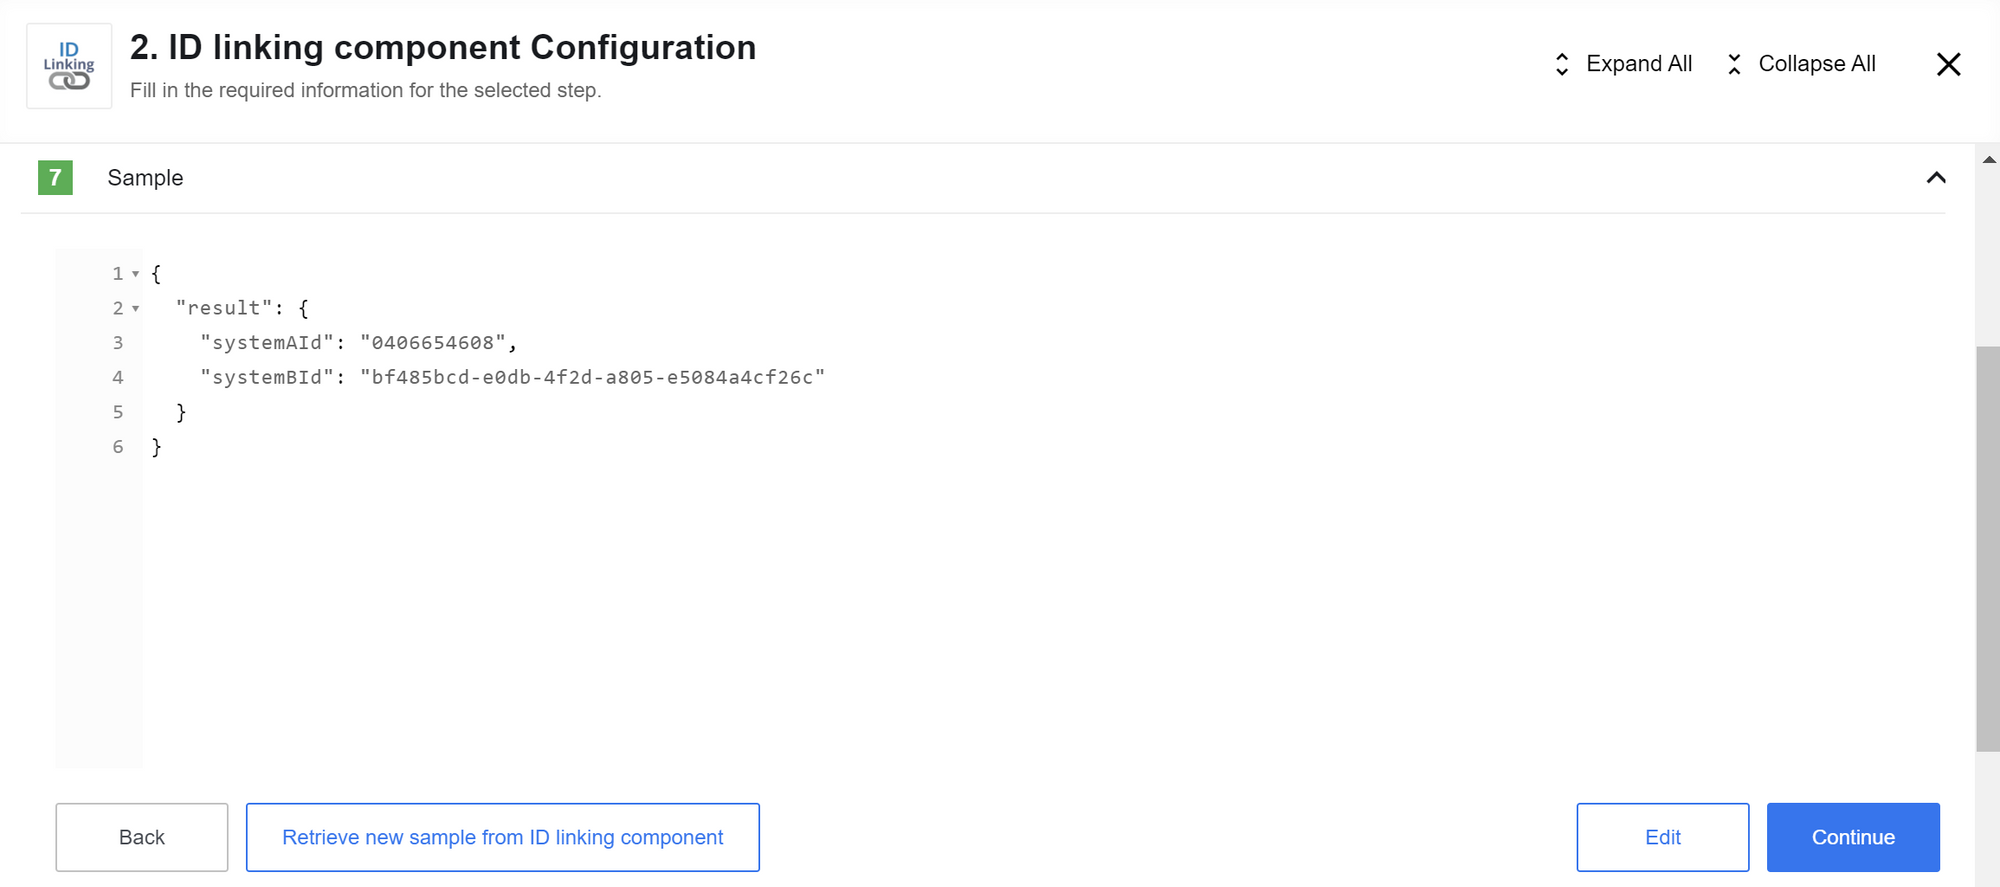 ID
Linking
2. ID linking component Configuration
Fill in the required information for the selected step.
Expand All
Collapse All
7
Sample
1 {
2 "result": {
3 "systemAId": "0406654608",
4 "systemBId": "bf485bcd-e0db-4f2d-a805-e5084a4cf26c"
5 }
6 }
Back
Retrieve new sample from ID linking component
Edit
Continue